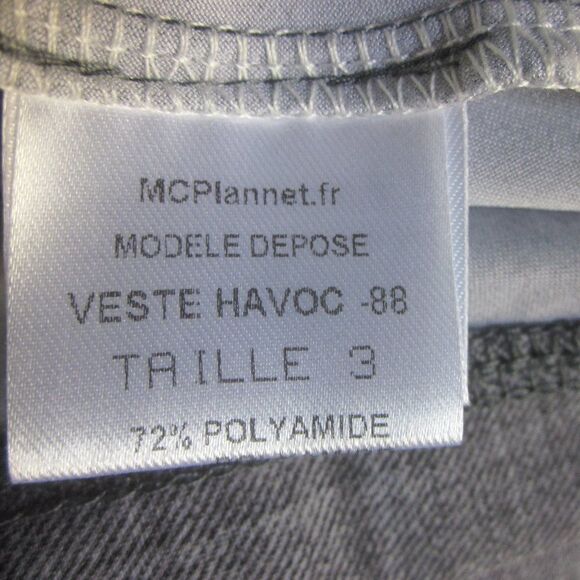 MCPlannet.fr
MODELE DEPOSE
VESTE HAVOC -88
TAILLE 3
72% POLYAMIDE